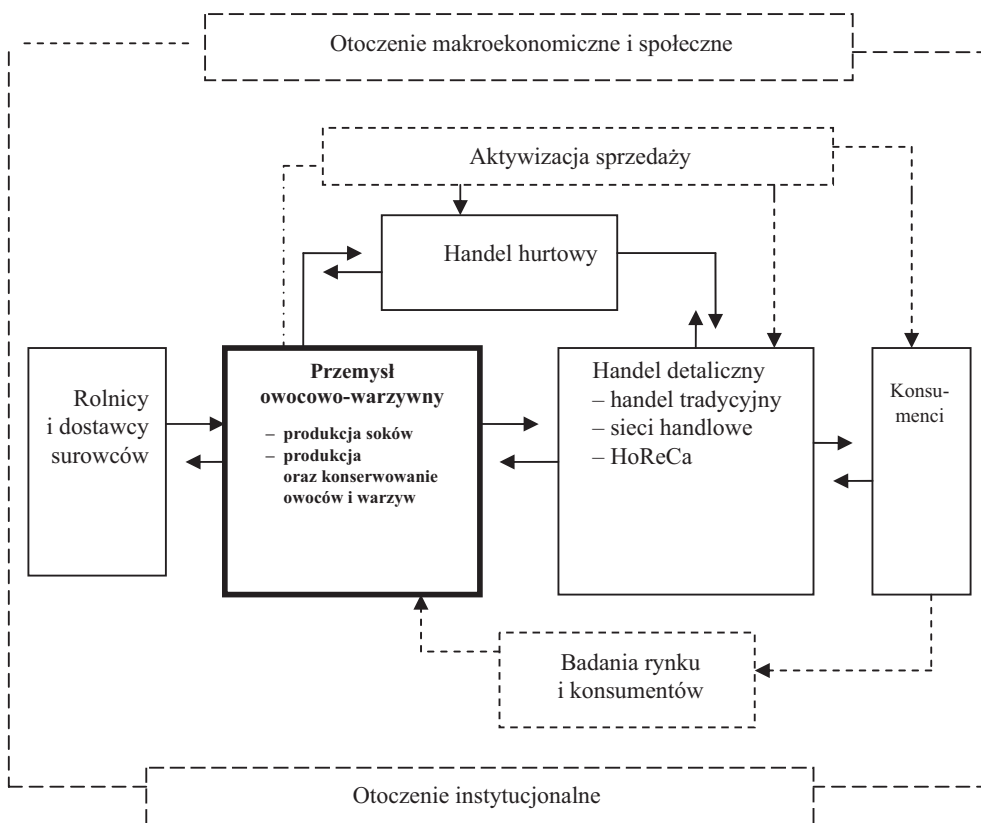 Otoczenie makroekonomiczne i społeczne
Aktywizacja sprzedaży
Handel hurtowy
Rolnicy
i dostawcy
surowców
Przemysł
owocowo-warzywny
– produkcja soków
– produkcja
oraz konserwowanie
owoców i warzyw
Handel detaliczny
– handel tradycyjny
– sieci handlowe
– HoReCa
Konsu-
menci
Badania rynku
i konsumentów
Otoczenie instytucjonalne